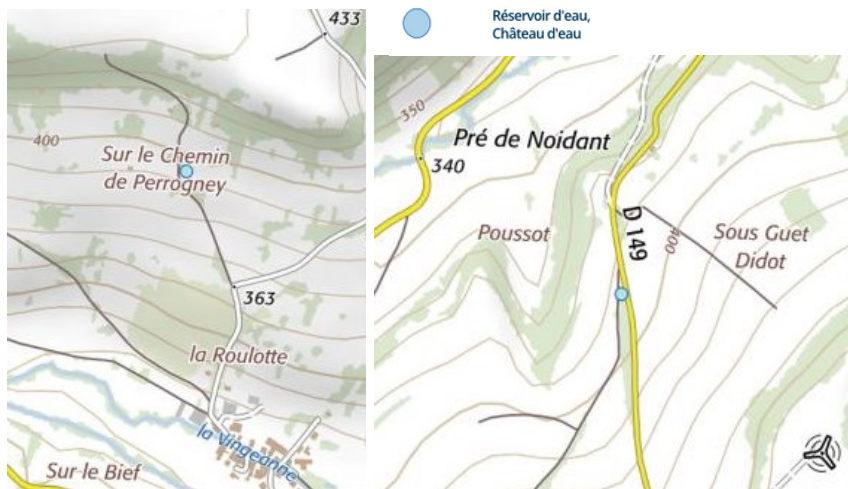 433
400
Sur le Chemin
de Perrogney
363
la Roulotte
la Vingeanne
Sur le Bief
Réservoir d'eau,
Château d'eau
350
Pré de Noidant
340
D 149
Poussot
400
Sous Guet
Didot